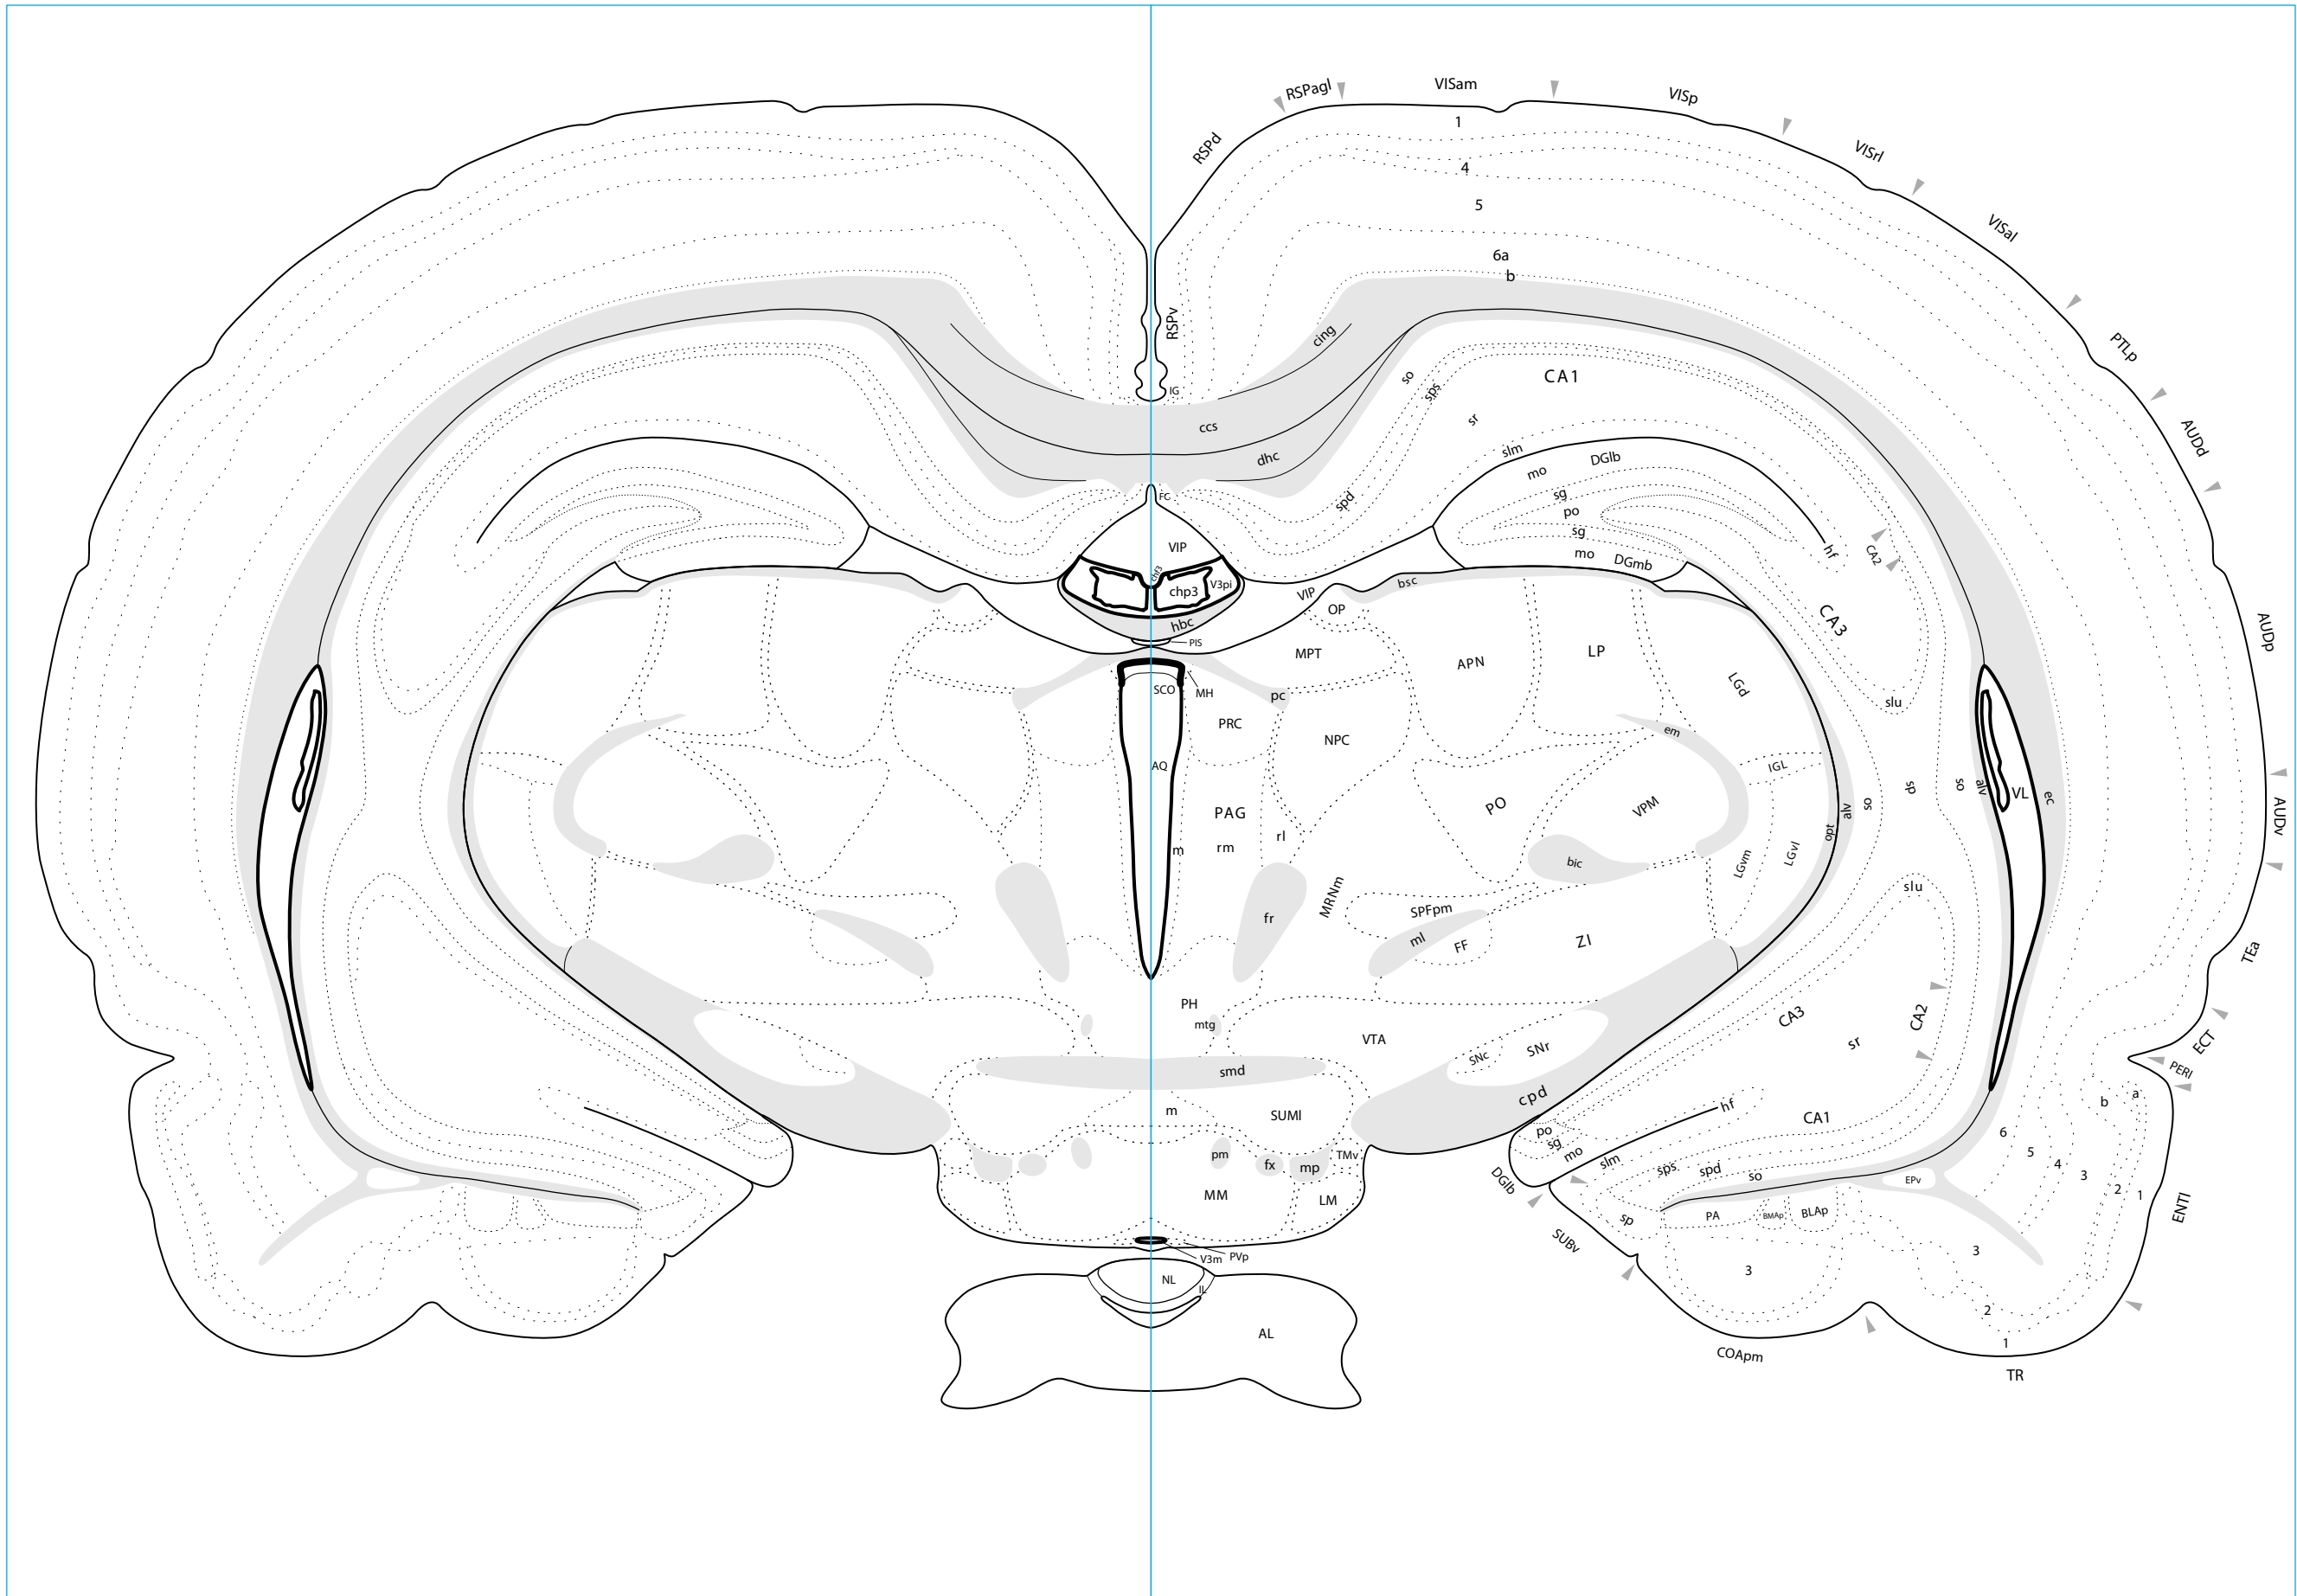 RSPagl
VISam
VISp
VISrl
VISal
PTLp
AUDd
AUDp
AUDv
TEa
ECT
PERI
ENTl
TR
COApm
SUBv
DGlb
RSPd
RSPv
1
4
5
6a
b
cing
IG
ccs
dhc
so
sps
sr
slm
spd
CA1
mo
DGlb
sg
po
sg
mo
DGmb
hf
CA2
CA3
slu
FC
VIP
chf3
chp3
V3pi
hbc
PIS
VIP
OP
bsc
MPT
APN
LP
LGd
SCO
MH
pc
PRC
NPC
em
IGL
AQ
PAG
PO
VPM
rl
m
rm
bic
LGvm
LGvl
opt
alv
so
sp
so
alv
VL
ec
slu
fr
MRNm
SPFpm
ml
FF
ZI
PH
mtg
VTA
SNc
SNr
CA3
sr
CA2
smd
cpd
m
SUMl
hf
CA1
pm
fx
mp
TMv
po
sg
mo
slm
sps
spd
so
MM
LM
sp
PA
BMAp
BLAp
EPv
a
b
6
5
4
3
2
1
V3m
PVp
NL
IL
AL
3
3
2
1